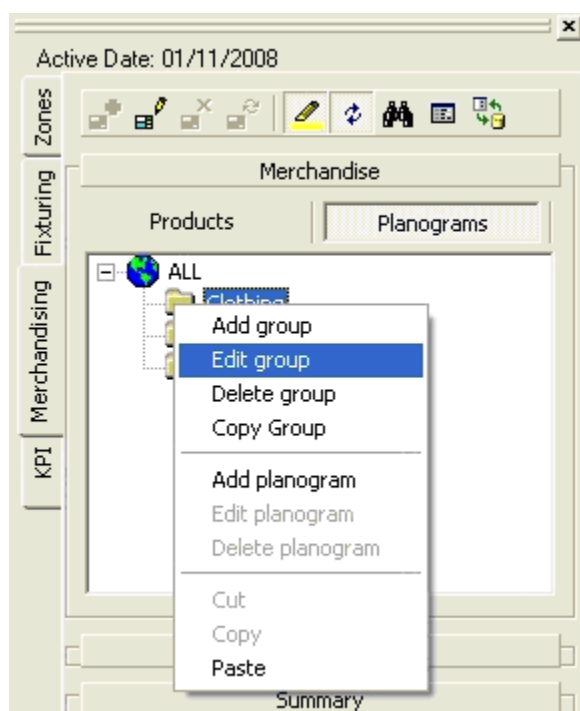 Active Date: 01/11/2008
Zones
Fixturing
Merchandising
KPI
Merchandise
Products
Planograms
ALL
Clothing
Add group
Edit group
Delete group
Copy Group
Add planogram
Edit planogram
Delete planogram
Cut
Copy
Paste
Summary